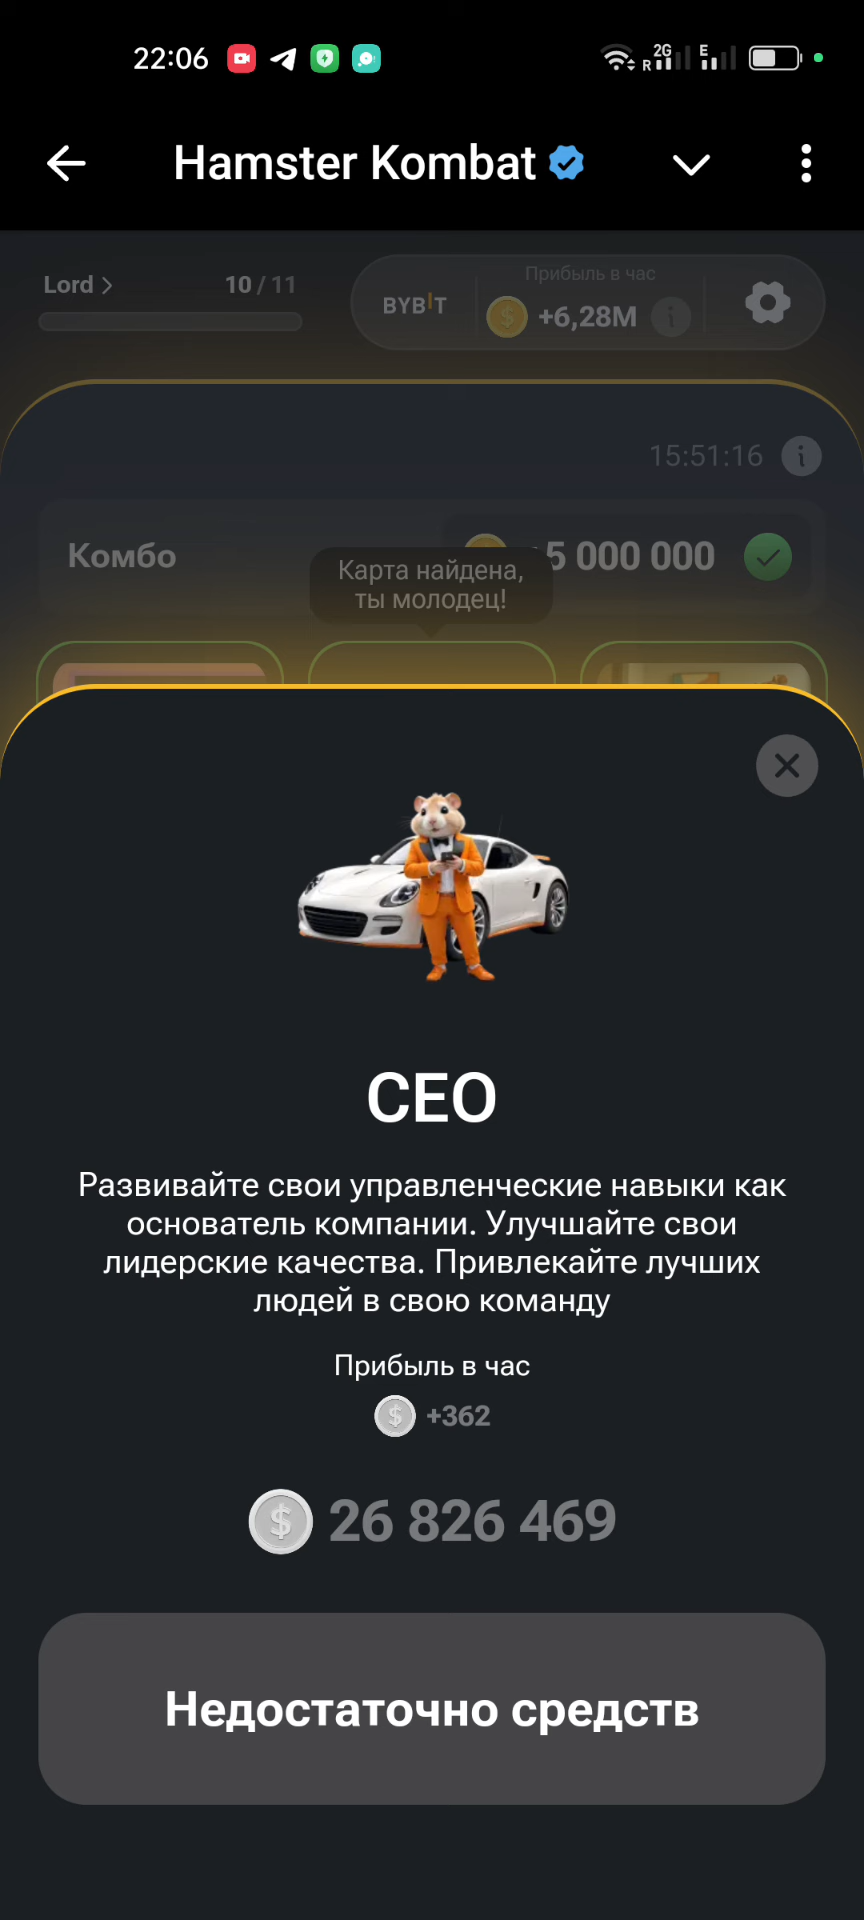 22:06
2G
R
E
Hamster Kombat
Lord
10 / 11
BYBIT
Прибыль в час
+6,28M
15:51:16
Комбо
+5 000 000
Карта найдена,
ты молодец!
CEO
Развивайте свои управленческие навыки как
основатель компании. Улучшайте свои
лидерские качества. Привлекайте лучших
людей в свою команду
Прибыль в час
+362
26 826 469
Недостаточно средств